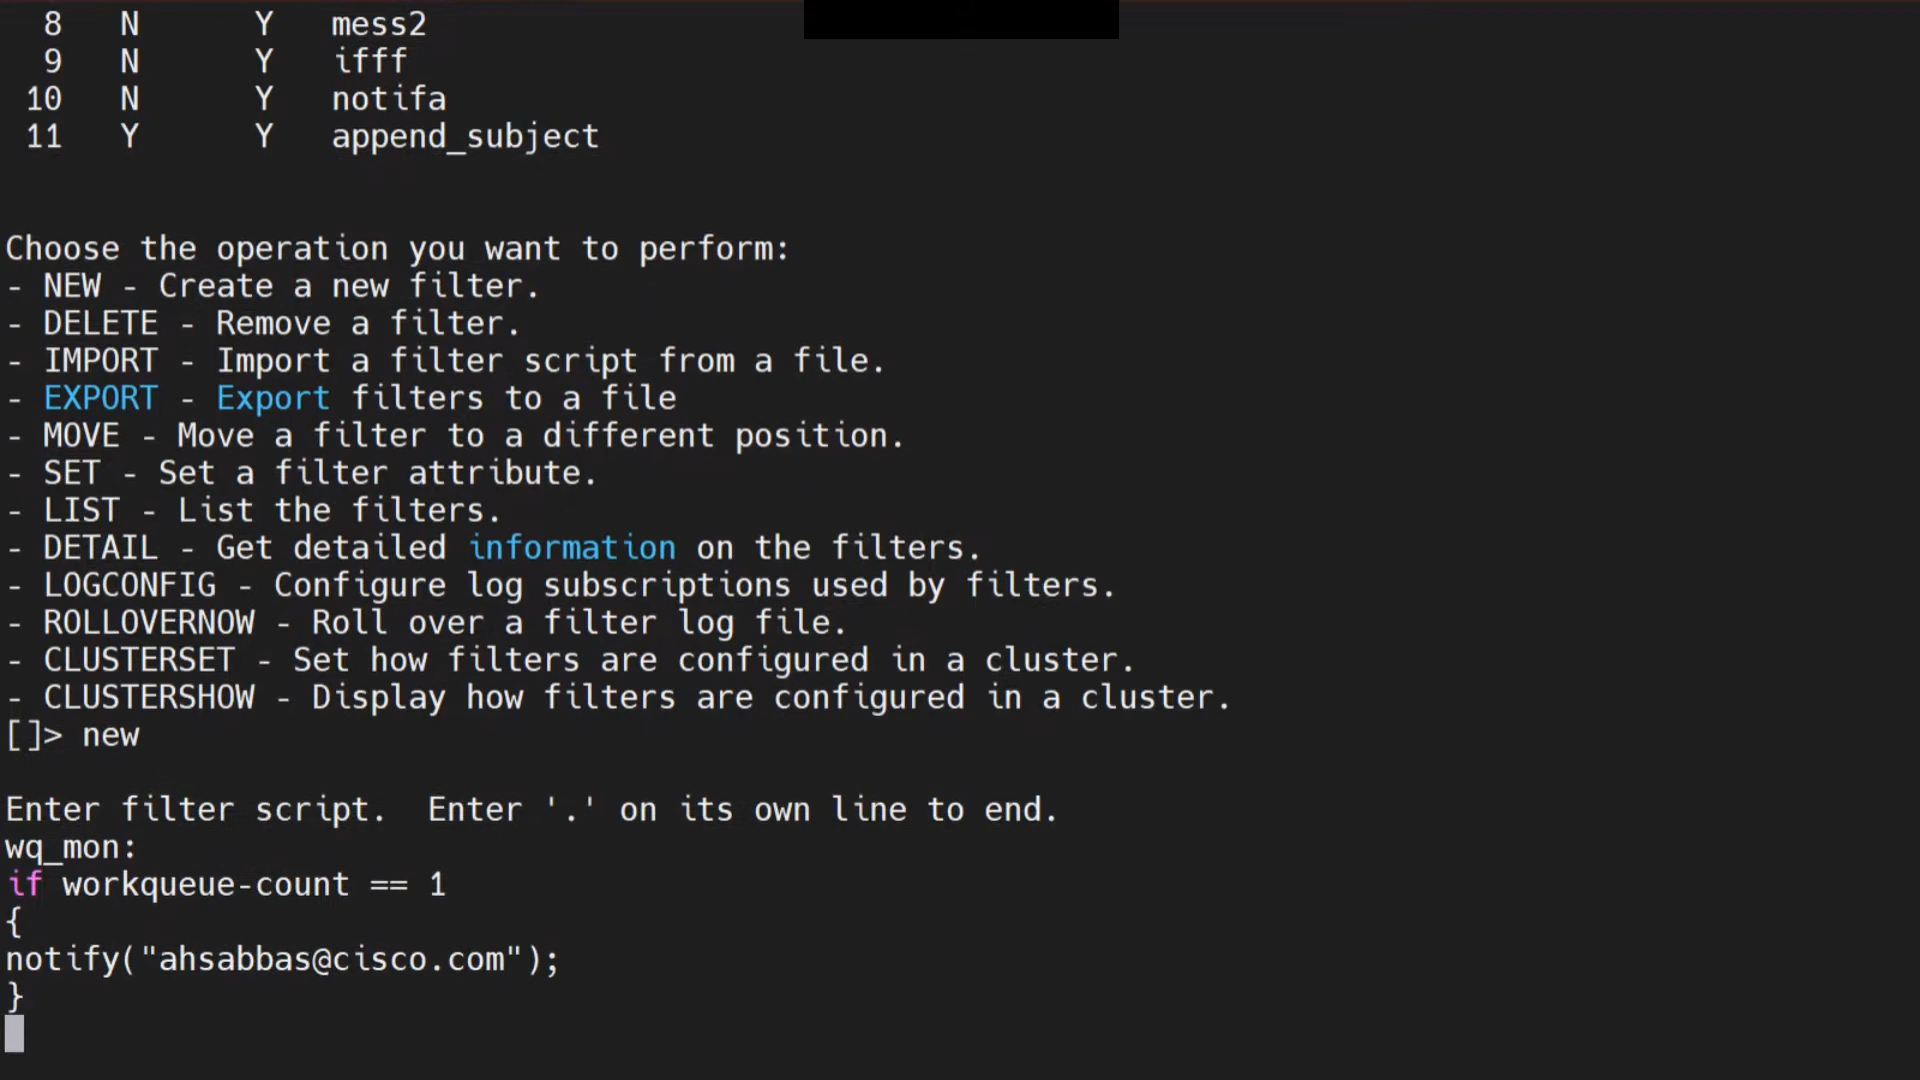 8 N Y mess2
9 N Y ifff
10 N Y notifa
11 Y Y append_subject
Choose the operation you want to perform:
- NEW - Create a new filter.
- DELETE - Remove a filter.
- IMPORT - Import a filter script from a file.
- EXPORT - Export filters to a file
- MOVE - Move a filter to a different position.
- SET - Set a filter attribute.
- LIST - List the filters.
- DETAIL - Get detailed information on the filters.
- LOGCONFIG - Configure log subscriptions used by filters.
- ROLLOVERNOW - Roll over a filter log file.
- CLUSTERSET - Set how filters are configured in a cluster.
- CLUSTERSHOW - Display how filters are configured in a cluster.
[]> new
Enter filter script.  Enter '.' on its own line to end.
wq_mon:
if workqueue-count == 1
{
notify("ahsabbas@cisco.com");
}